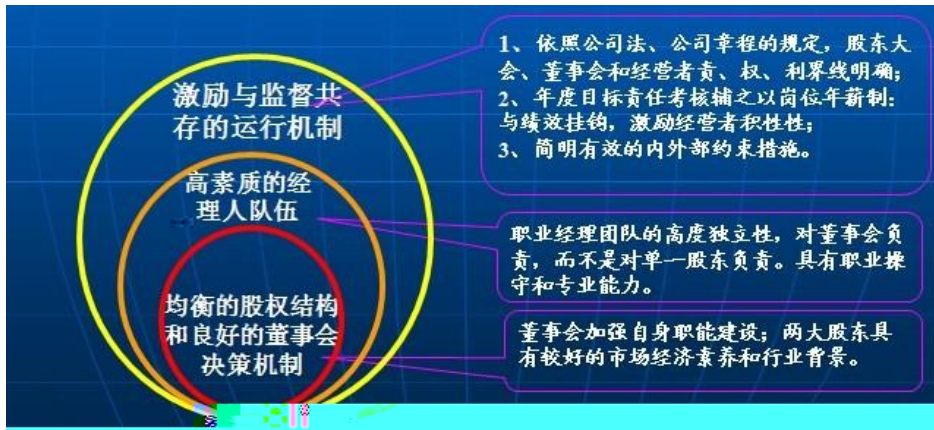 激励与监督共
存的运行机制
高素质的经
理人队伍
均衡的股权结构
和良好的董事会
决策机制
1、依照公司法、公司章程的规定，股东大
会、董事会和经营者责、权、利界线明确；
2、年度目标责任考核辅之以岗位年薪制：
与绩效挂钩，激励经营者积性性；
3、简明有效的内外部约束措施。
职业经理团队的高度独立性，对董事会负
责，而不是对单一股东负责。具有职业操
守和专业能力。
董事会加强自身职能建设；两大股东具
有较好的市场经济素养和行业背景。